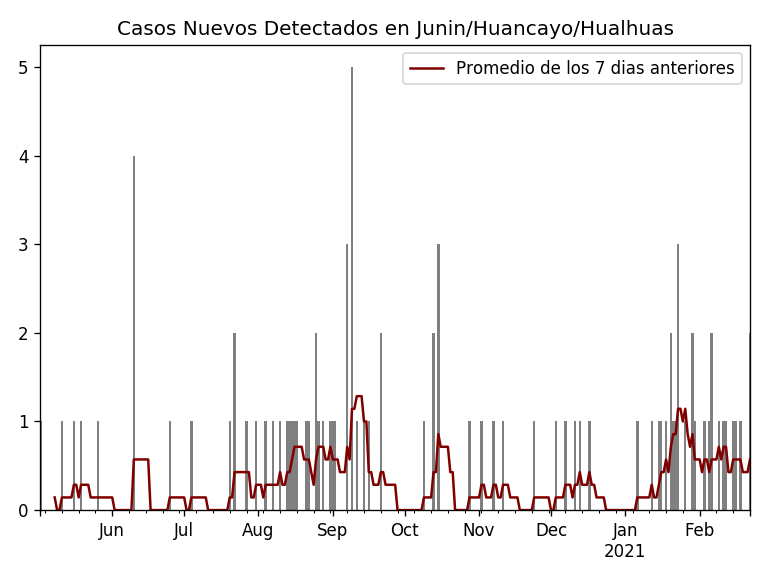 Casos Nuevos Detectados en Junin/Huancayo/Hualhuas
Promedio de los 7 dias anteriores
5
4
3
2
1
0
Jun Jul Aug Sep Oct Nov Dec Jan Feb
2021